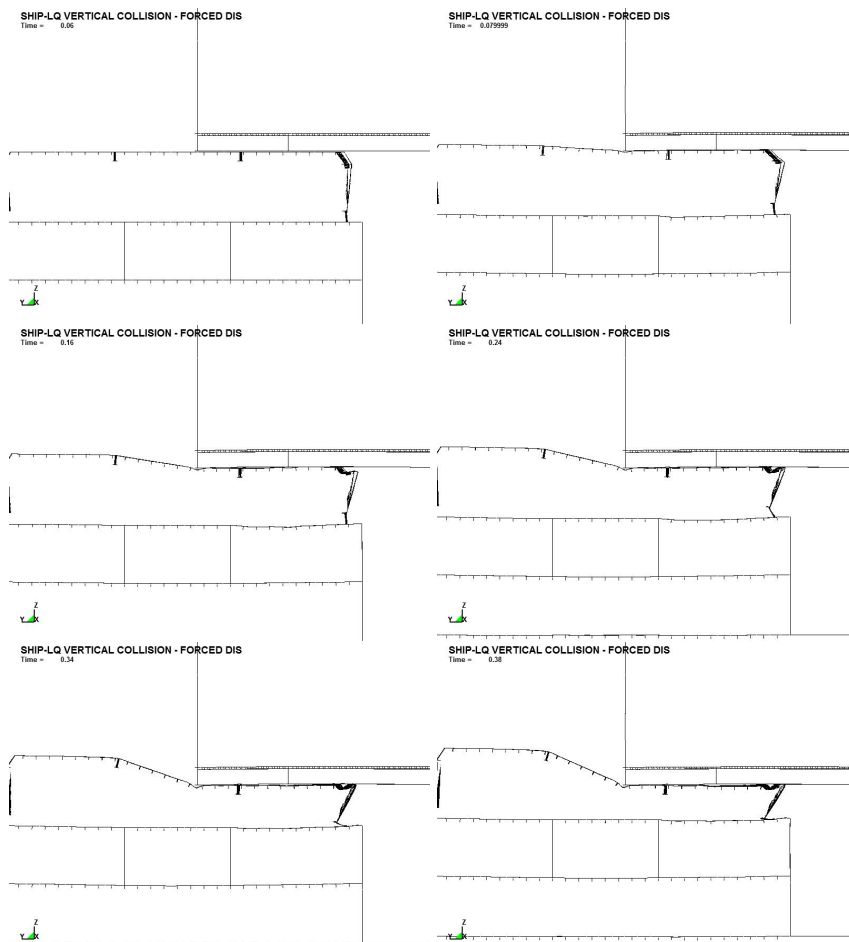 SHIP-LQ VERTICAL COLLISION - FORCED DIS
Time = 0.06
Z
Y X
SHIP-LQ VERTICAL COLLISION - FORCED DIS
Time = 0.079999
Z
Y X
SHIP-LQ VERTICAL COLLISION - FORCED DIS
Time = 0.16
Z
Y X
SHIP-LQ VERTICAL COLLISION - FORCED DIS
Time = 0.24
Z
Y X
SHIP-LQ VERTICAL COLLISION - FORCED DIS
Time = 0.34
Z
Y X
SHIP-LQ VERTICAL COLLISION - FORCED DIS
Time = 0.38
Z
Y X